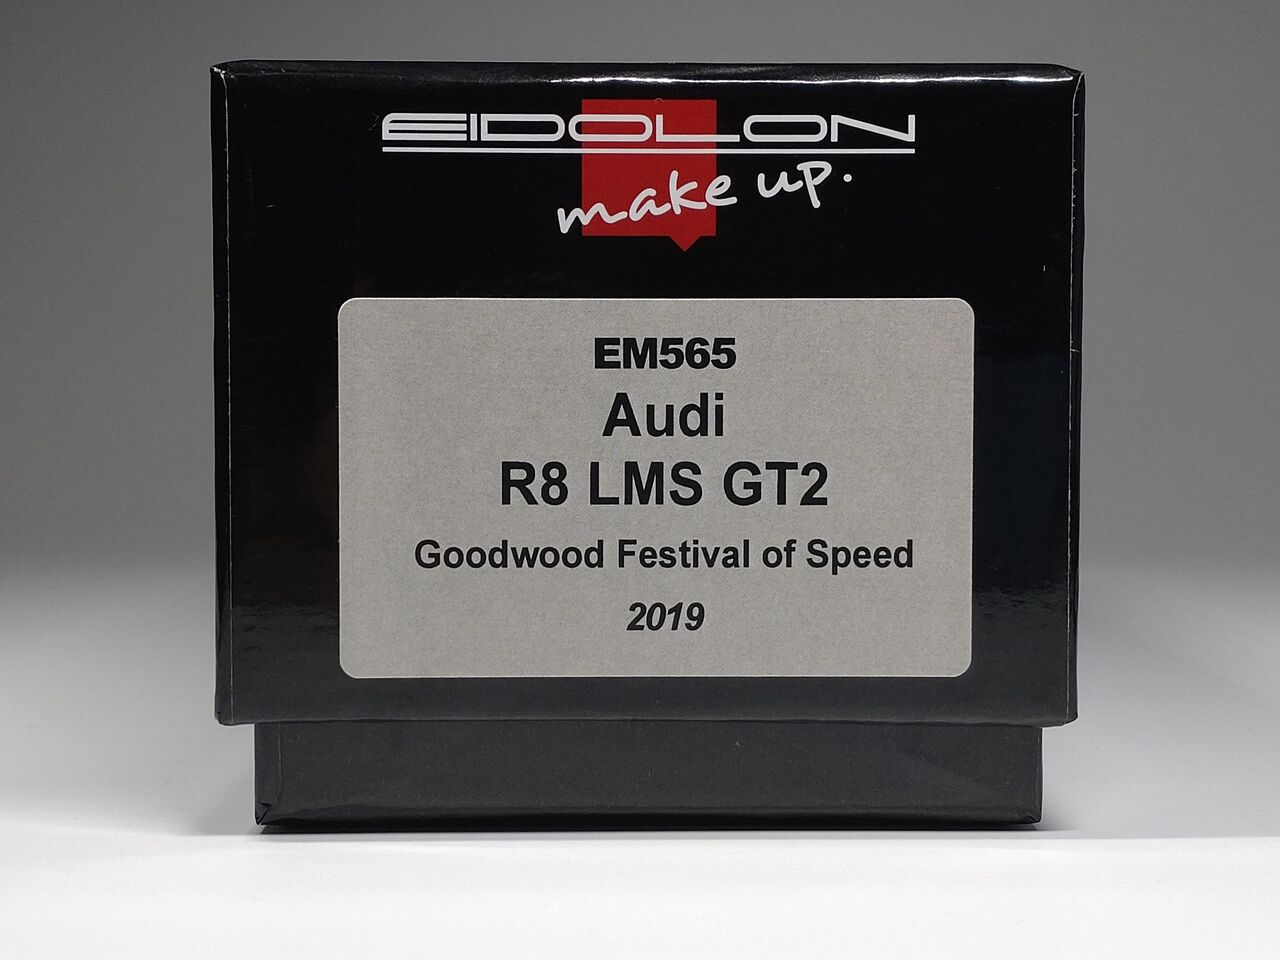 EIDOLON
make up.
EM565
Audi
R8 LMS GT2
Goodwood Festival of Speed
2019